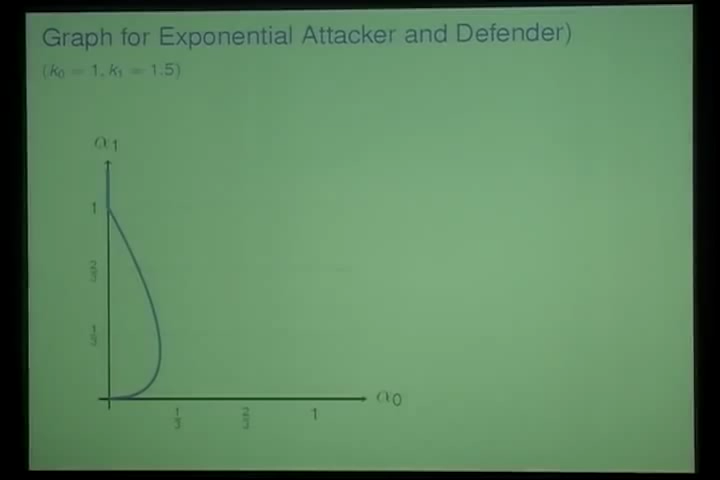 Graph for Exponential Attacker and Defender)
(k₀ = 1, k₁ = 1.5)
α₁
1
2/3
1/3
α₀
1/3
2/3
1